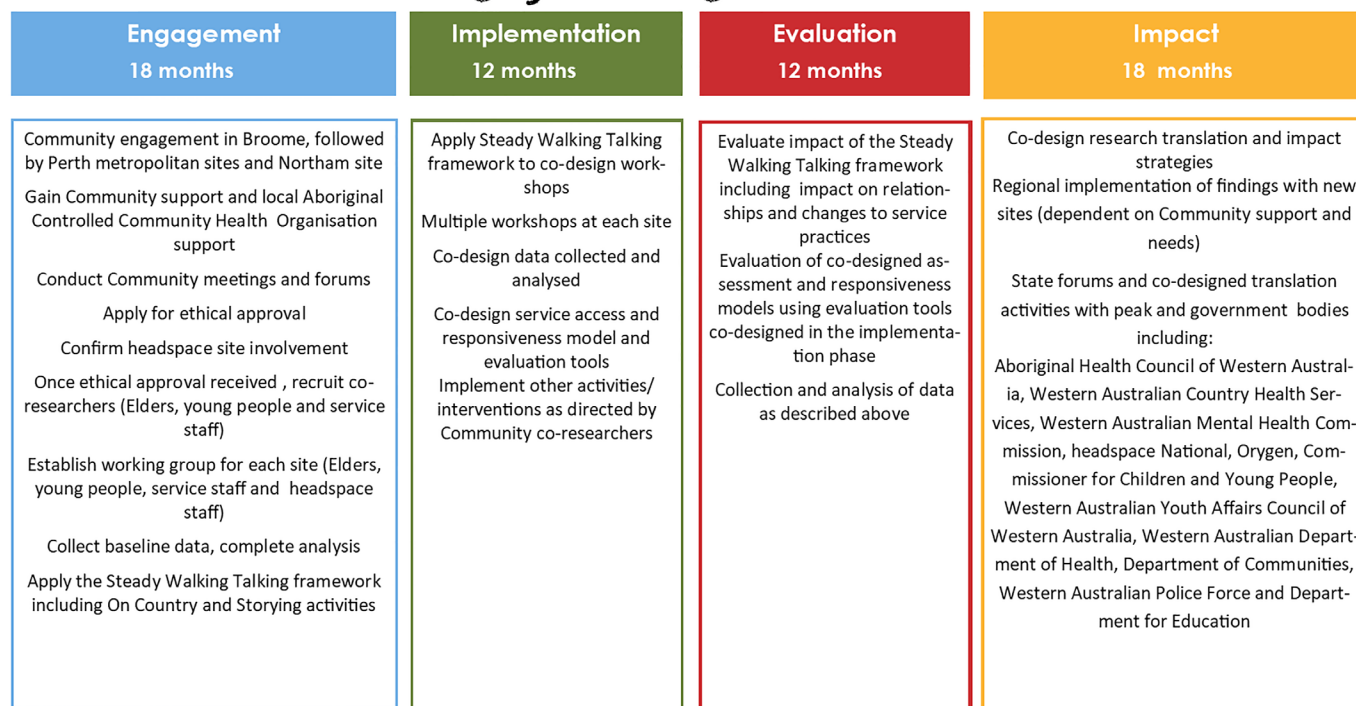 Engagement
18 months
Community engagement in Broome, followed
by Perth metropolitan sites and Northam site
Gain Community support and local Aboriginal
Controlled Community Health Organisation
support
Conduct Community meetings and forums
Apply for ethical approval
Confirm headspace site involvement
Once ethical approval received , recruit co-
researchers (Elders, young people and service
staff)
Establish working group for each site (Elders,
young people, service staff and headspace
staff)
Collect baseline data, complete analysis
Apply the Steady Walking Talking framework
including On Country and Storying activities
Implementation
12 months
Apply Steady Walking Talking
framework to co-design work-
shops
Multiple workshops at each site
Co-design data collected and
analysed
Co-design service access and
responsiveness model and
evaluation tools
Implement other activities/
interventions as directed by
Community co-researchers
Evaluation
12 months
Evaluate impact of the Steady
Walking Talking framework
including impact on relation-
ships and changes to service
practices
Evaluation of co-designed as-
sessment and responsiveness
models using evaluation tools
co-designed in the implementa-
tion phase
Collection and analysis of data
as described above
Impact
18 months
Co-design research translation and impact
strategies
Regional implementation of findings with new
sites (dependent on Community support and
needs)
State forums and co-designed translation
activities with peak and government bodies
including:
Aboriginal Health Council of Western Austral-
ia, Western Australian Country Health Ser-
vices, Western Australian Mental Health Com-
mission, headspace National, Orygen, Com-
missioner for Children and Young People,
Western Australian Youth Affairs Council of
Western Australia, Western Australian Depart-
ment of Health, Department of Communities,
Western Australian Police Force and Depart-
ment for Education